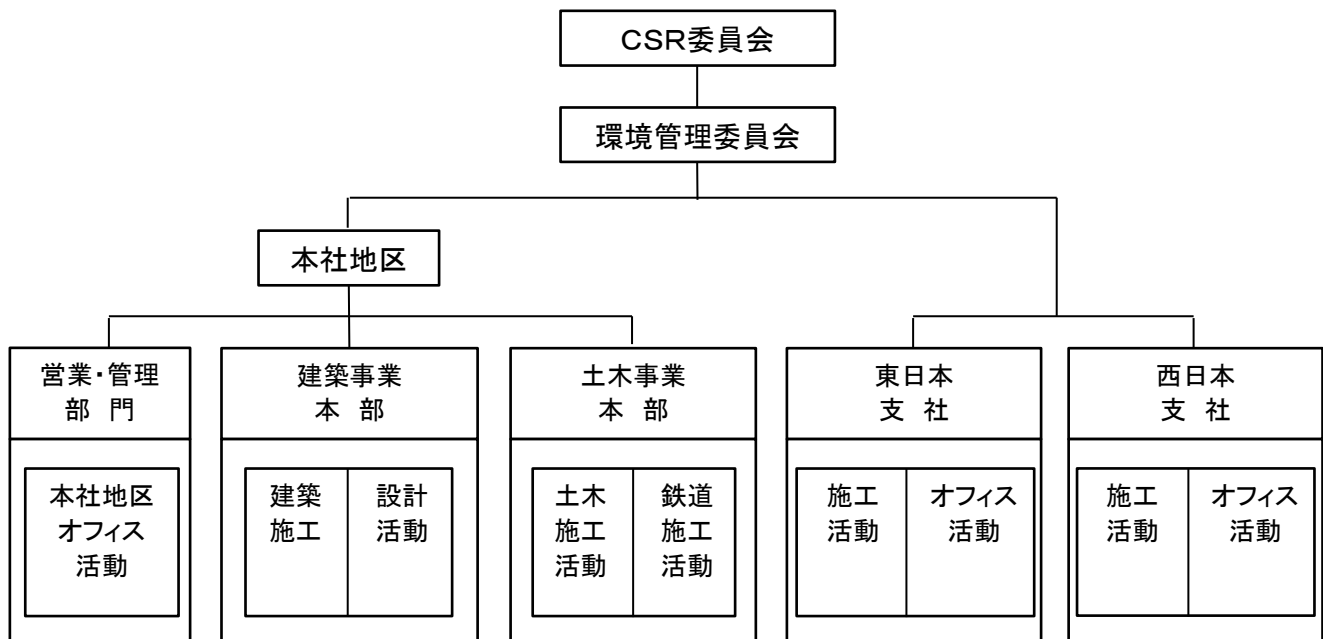 CSR委員会
環境管理委員会
本社地区
営業・管理
部 門
建築事業
本 部
土木事業
本 部
東日本
支 社
西日本
支 社
本社地区
オフィス
活動
建築
施工
設計
活動
土木
施工
活動
鉄道
施工
活動
施工
活動
オフィス
活動
施工
活動
オフィス
活動